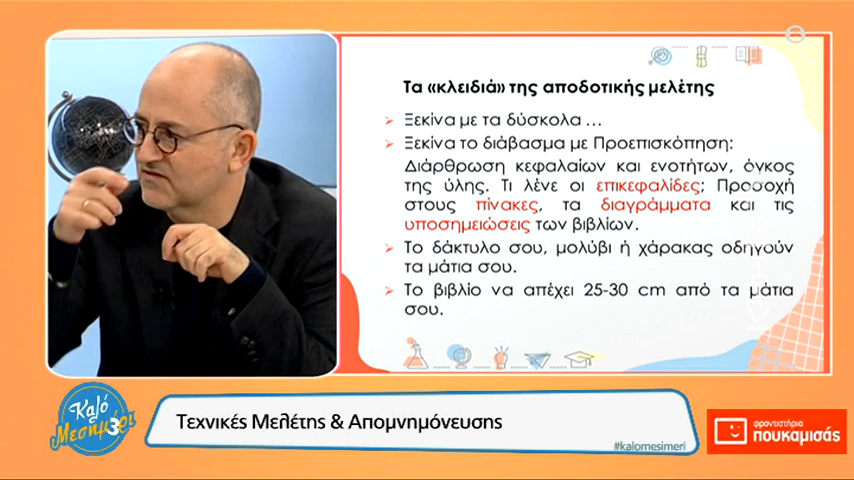 Τα «κλειδιά» της αποδοτικής μελέτης
Ξεκίνα με τα δύσκολα …
Ξεκίνα το διάβασμα με Προεπισκόπηση:
Διάρθρωση κεφαλαίων και ενοτήτων, όγκος
της ύλης. Τι λένε οι επικεφαλίδες; Προσοχή
στους πίνακες, τα διαγράμματα και τις
υποσημειώσεις των βιβλίων.
Το δάκτυλο σου, μολύβι ή χάρακας οδηγούν
τα μάτια σου.
Το βιβλίο να απέχει 25-30 cm από τα μάτια
σου.
Καλό
Μεσημ3ρι
Τεχνικές Μελέτης & Απομνημόνευσης
#kalomesimeri
φροντιστήρια
πουκαμισάς